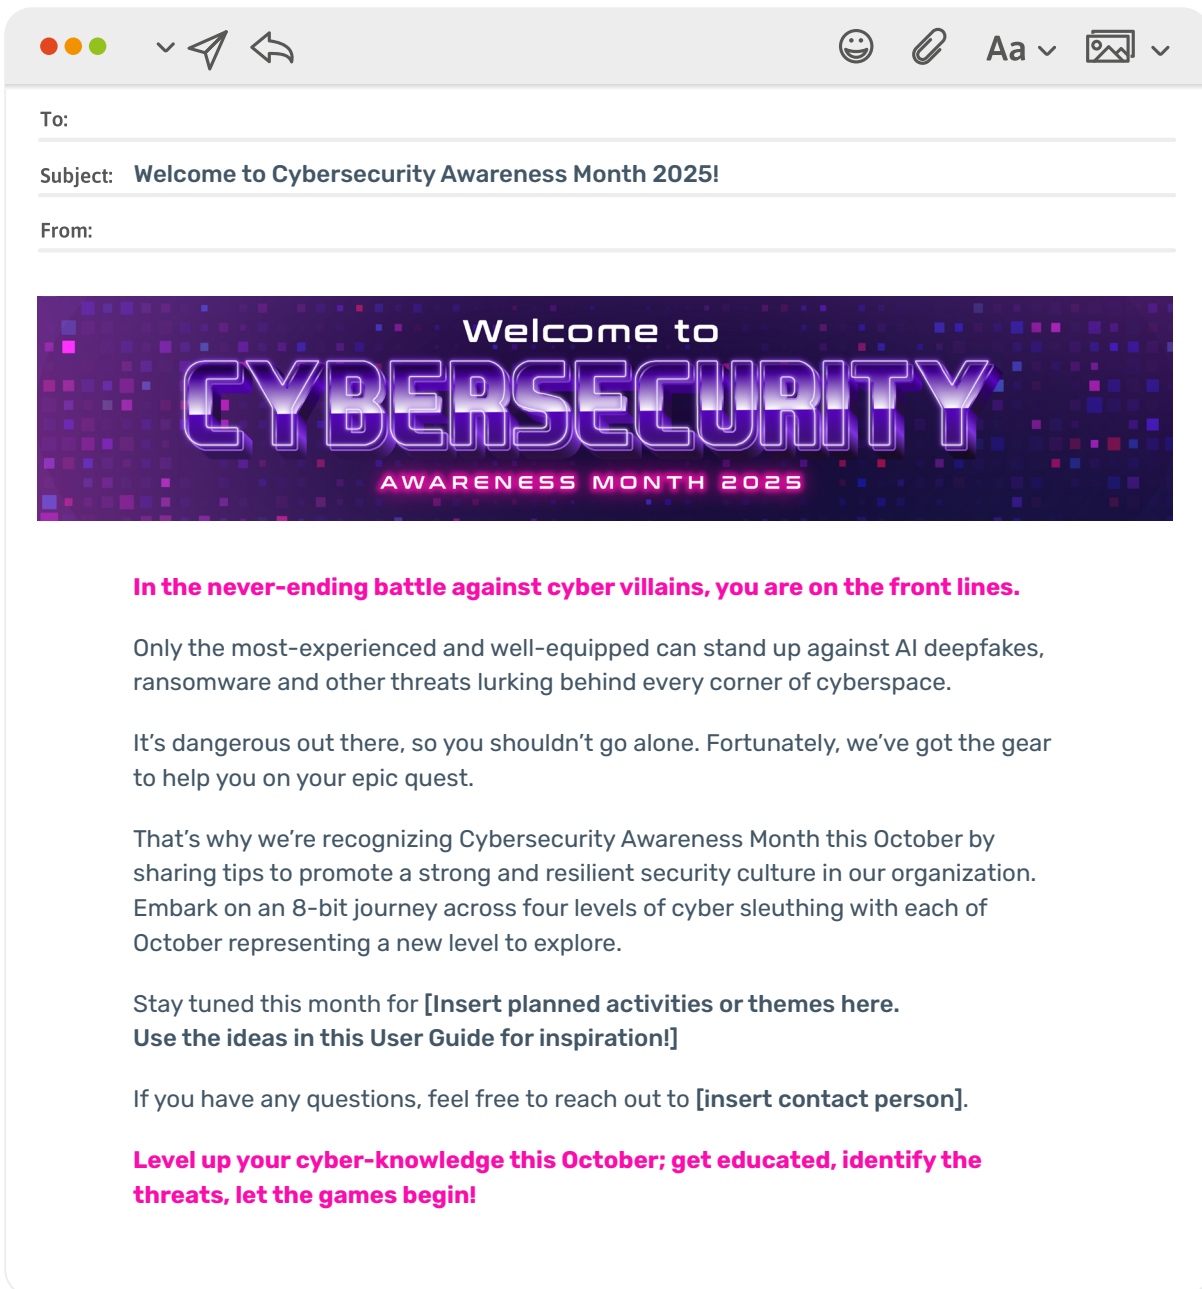 Aa
To:
Subject: Welcome to Cybersecurity Awareness Month 2025!
From:
Welcome to
CYBERSECURITY
AWARENESS MONTH 2025
In the never-ending battle against cyber villains, you are on the front lines.
Only the most-experienced and well-equipped can stand up against AI deepfakes,
ransomware and other threats lurking behind every corner of cyberspace.
It’s dangerous out there, so you shouldn’t go alone. Fortunately, we’ve got the gear
to help you on your epic quest.
That’s why we’re recognizing Cybersecurity Awareness Month this October by
sharing tips to promote a strong and resilient security culture in our organization.
Embark on an 8-bit journey across four levels of cyber sleuthing with each of
October representing a new level to explore.
Stay tuned this month for [Insert planned activities or themes here.
Use the ideas in this User Guide for inspiration!]
If you have any questions, feel free to reach out to [insert contact person].
Level up your cyber-knowledge this October; get educated, identify the
threats, let the games begin!